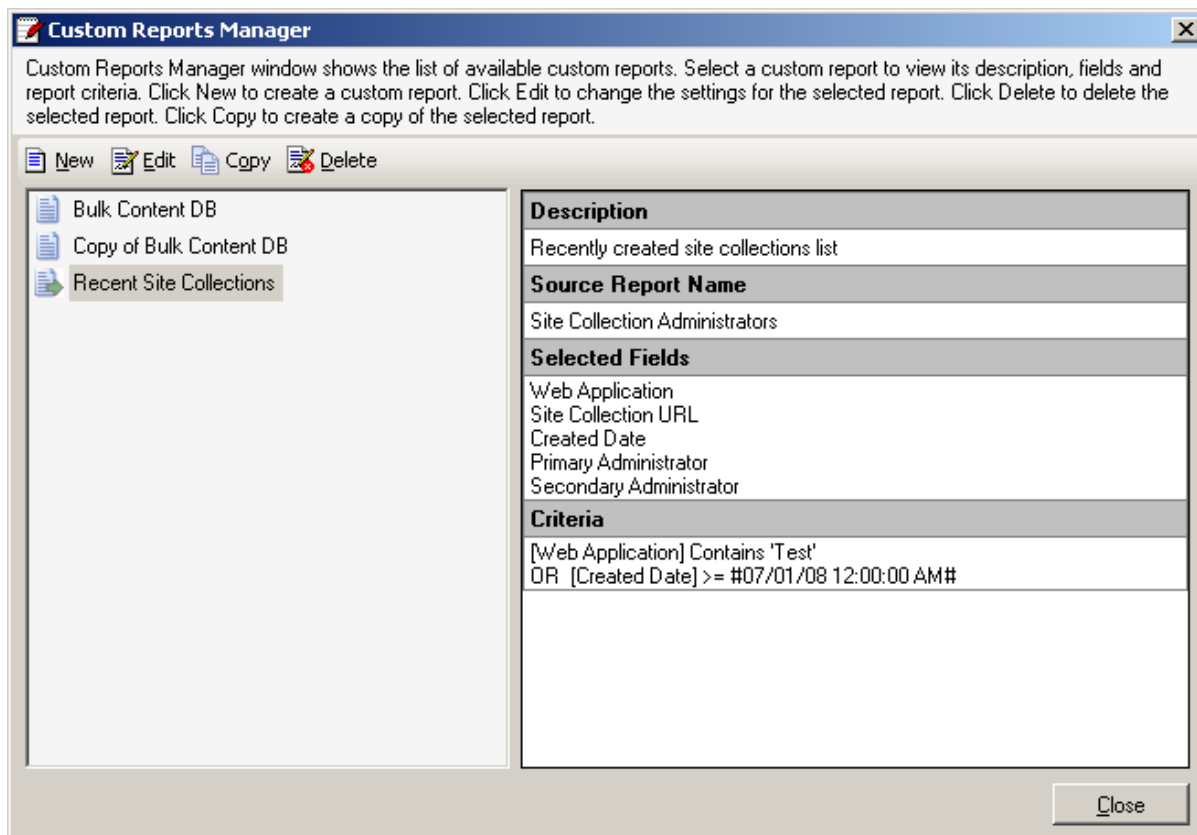 Custom Reports Manager
Custom Reports Manager window shows the list of available custom reports. Select a custom report to view its description, fields and
report criteria. Click New to create a custom report. Click Edit to change the settings for the selected report. Click Delete to delete the
selected report. Click Copy to create a copy of the selected report.
New Edit Copy Delete
Bulk Content DB
Copy of Bulk Content DB
Recent Site Collections
Description
Recently created site collections list
Source Report Name
Site Collection Administrators
Selected Fields
Web Application
Site Collection URL
Created Date
Primary Administrator
Secondary Administrator
Criteria
[Web Application] Contains 'Test'
OR [Created Date] >= #07/01/08 12:00:00 AM#
Close